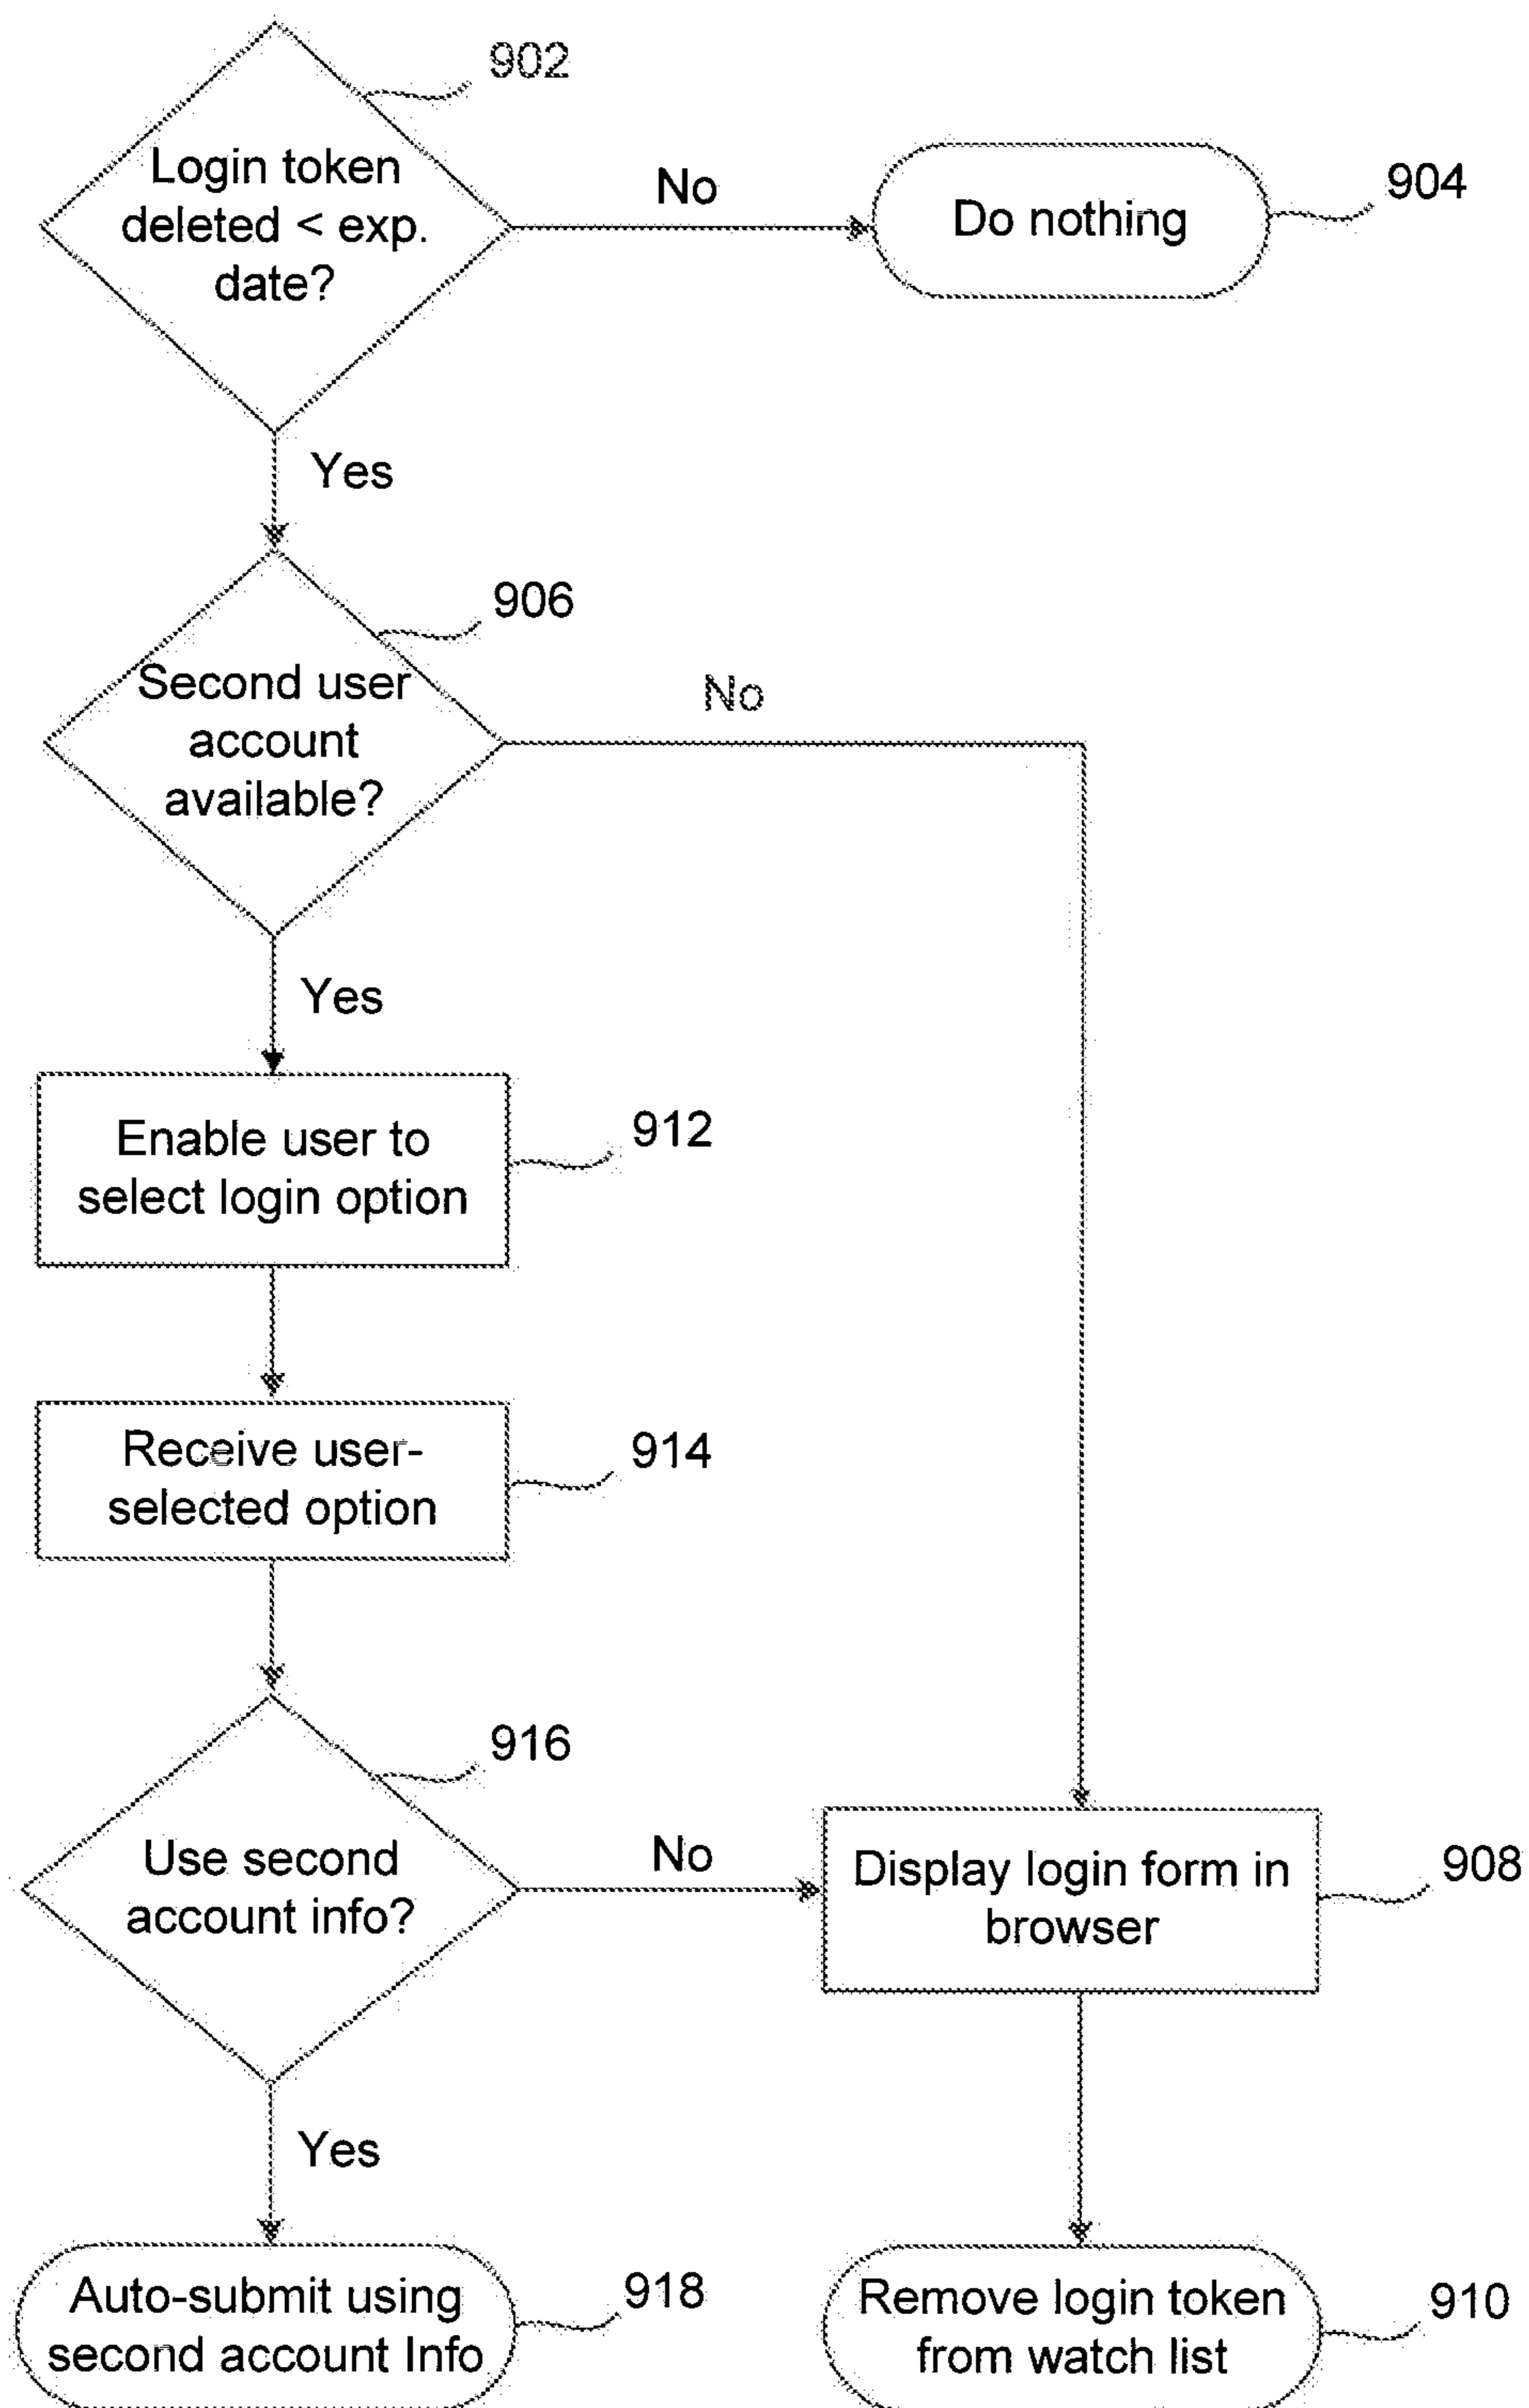 902
Login token
deleted < exp.
date?
No
Do nothing
904
Yes
906
Second user
account
available?
No
Yes
Enable user to
select login option
912
Receive user-
selected option
914
916
Use second
account info?
No
Display login form in
browser
908
Yes
Auto-submit using
second account Info
918
Remove login token
from watch list
910